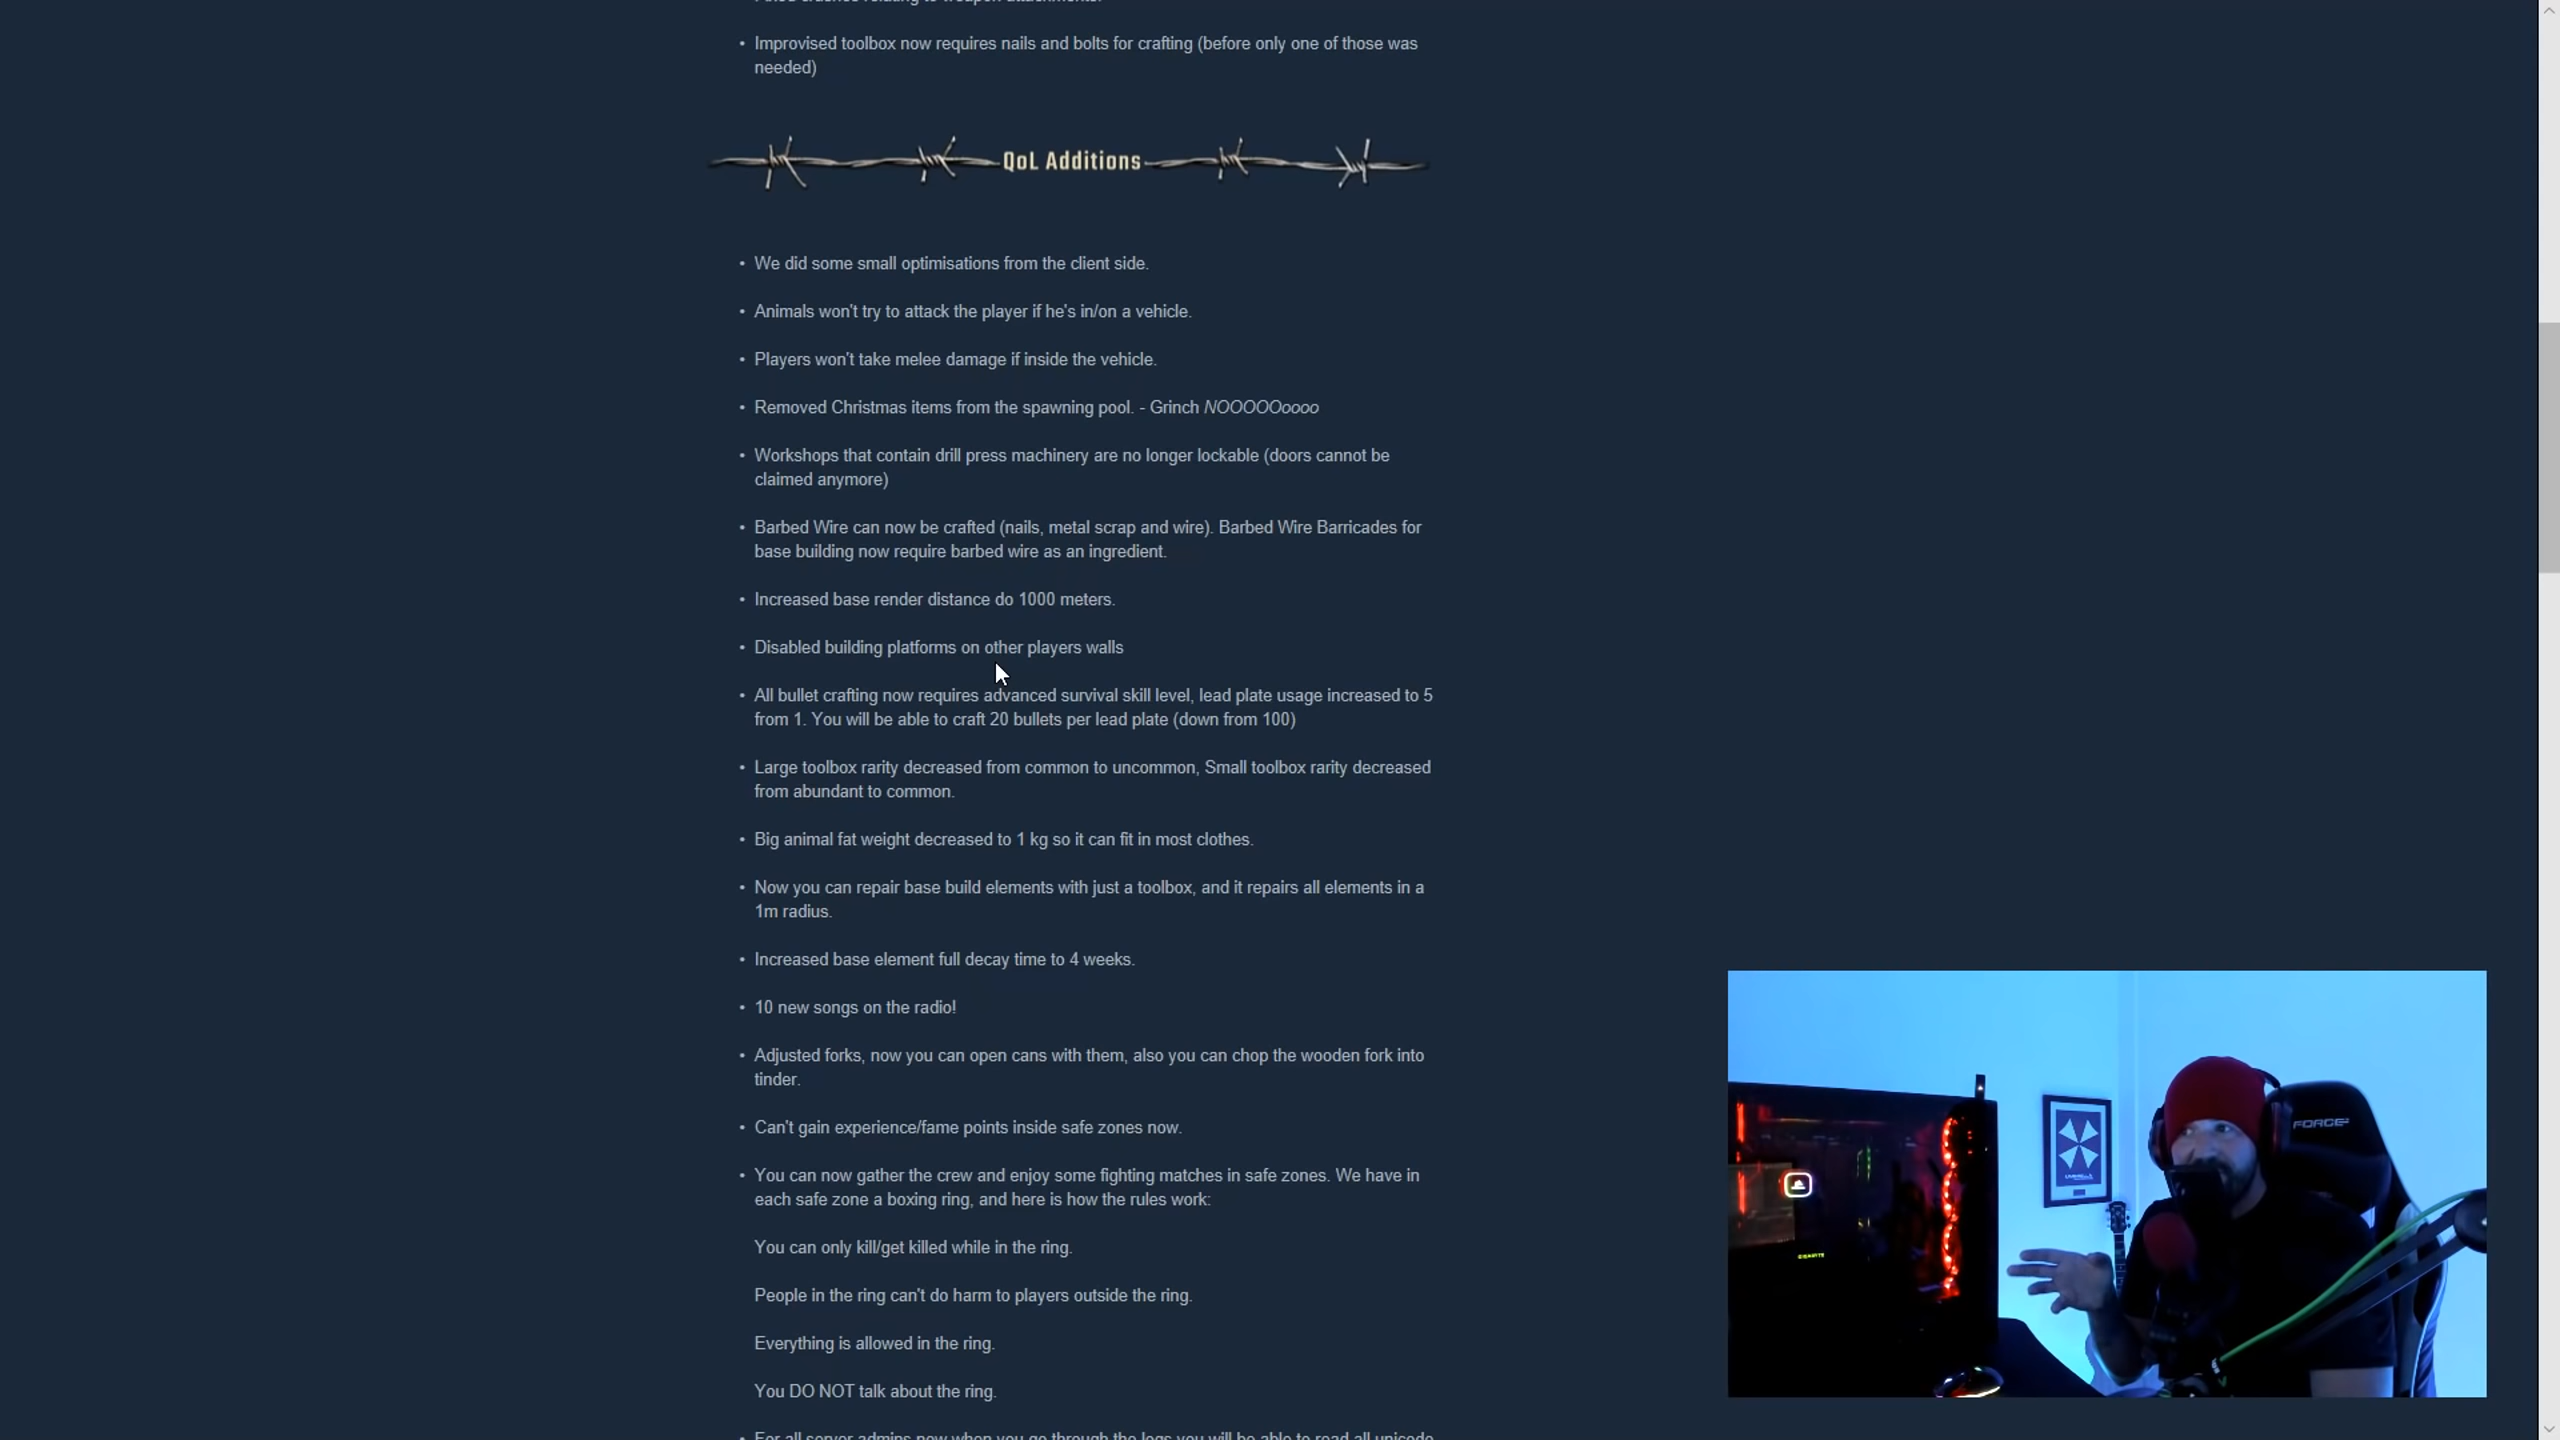 • Improvised toolbox now requires nails and bolts for crafting (before only one of those was
needed)
QoL Additions
• We did some small optimisations from the client side.
• Animals won't try to attack the player if he's in/on a vehicle.
• Players won't take melee damage if inside the vehicle.
• Removed Christmas items from the spawning pool. - Grinch NOOOOOoooo
• Workshops that contain drill press machinery are no longer lockable (doors cannot be
claimed anymore)
• Barbed Wire can now be crafted (nails, metal scrap and wire). Barbed Wire Barricades for
base building now require barbed wire as an ingredient.
• Increased base render distance do 1000 meters.
• Disabled building platforms on other players walls
• All bullet crafting now requires advanced survival skill level, lead plate usage increased to 5
from 1. You will be able to craft 20 bullets per lead plate (down from 100)
• Large toolbox rarity decreased from common to uncommon, Small toolbox rarity decreased
from abundant to common.
• Big animal fat weight decreased to 1 kg so it can fit in most clothes.
• Now you can repair base build elements with just a toolbox, and it repairs all elements in a
1m radius.
• Increased base element full decay time to 4 weeks.
• 10 new songs on the radio!
• Adjusted forks, now you can open cans with them, also you can chop the wooden fork into
tinder.
• Can't gain experience/fame points inside safe zones now.
• You can now gather the crew and enjoy some fighting matches in safe zones. We have in
each safe zone a boxing ring, and here is how the rules work:
You can only kill/get killed while in the ring.
People in the ring can't do harm to players outside the ring.
Everything is allowed in the ring.
You DO NOT talk about the ring.
• For all server admins now when you go through the logs you will be able to read all unicode
FORCE
GIGABYTE